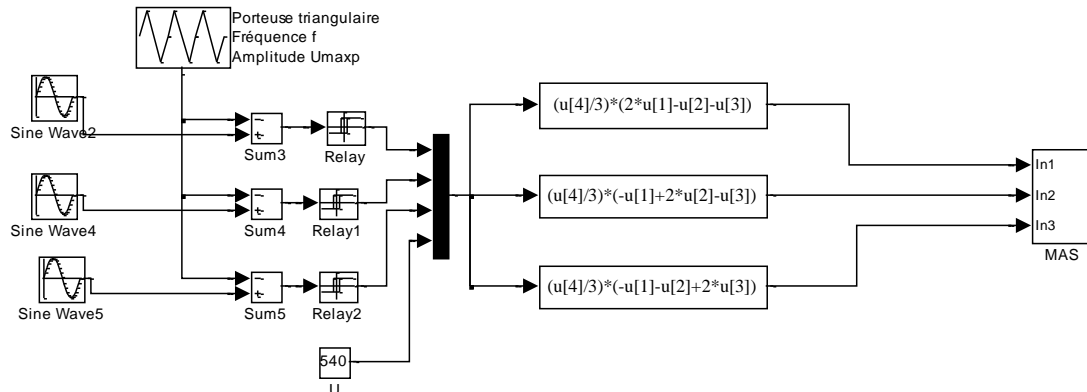 Porteuse triangulaire
Fréquence f
Amplitude Umaxp
Sine Wave2
Sum3
Relay
(u[4]/3)*(2*u[1]-u[2]-u[3])
Sine Wave4
Sum4
Relay1
(u[4]/3)*(-u[1]+2*u[2]-u[3])
In1
In2
In3
MAS
Sine Wave5
Sum5
Relay2
(u[4]/3)*(-u[1]-u[2]+2*u[3])
540
U